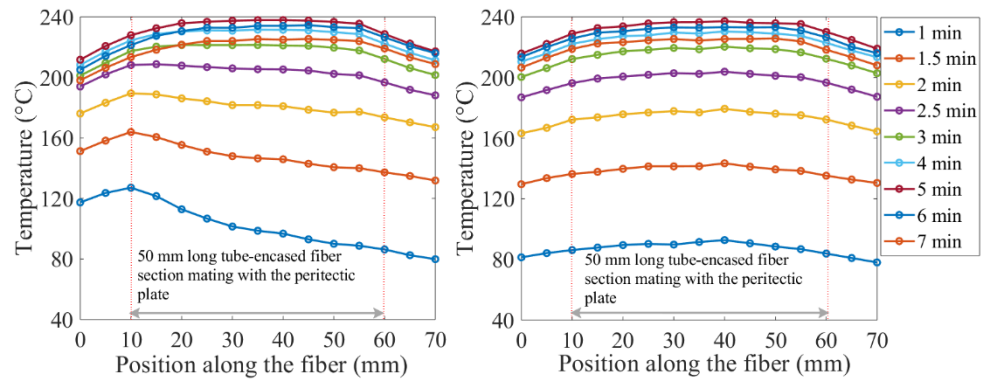 240
200
160
120
80
40
Temperature (°C)
50 mm long tube-encased fiber
section mating with the peritectic
plate
0 10 20 30 40 50 60 70
Position along the fiber (mm)
240
200
160
120
80
40
Temperature (°C)
50 mm long tube-encased fiber
section mating with the peritectic
plate
0 10 20 30 40 50 60 70
Position along the fiber (mm)
1 min
1.5 min
2 min
2.5 min
3 min
4 min
5 min
6 min
7 min